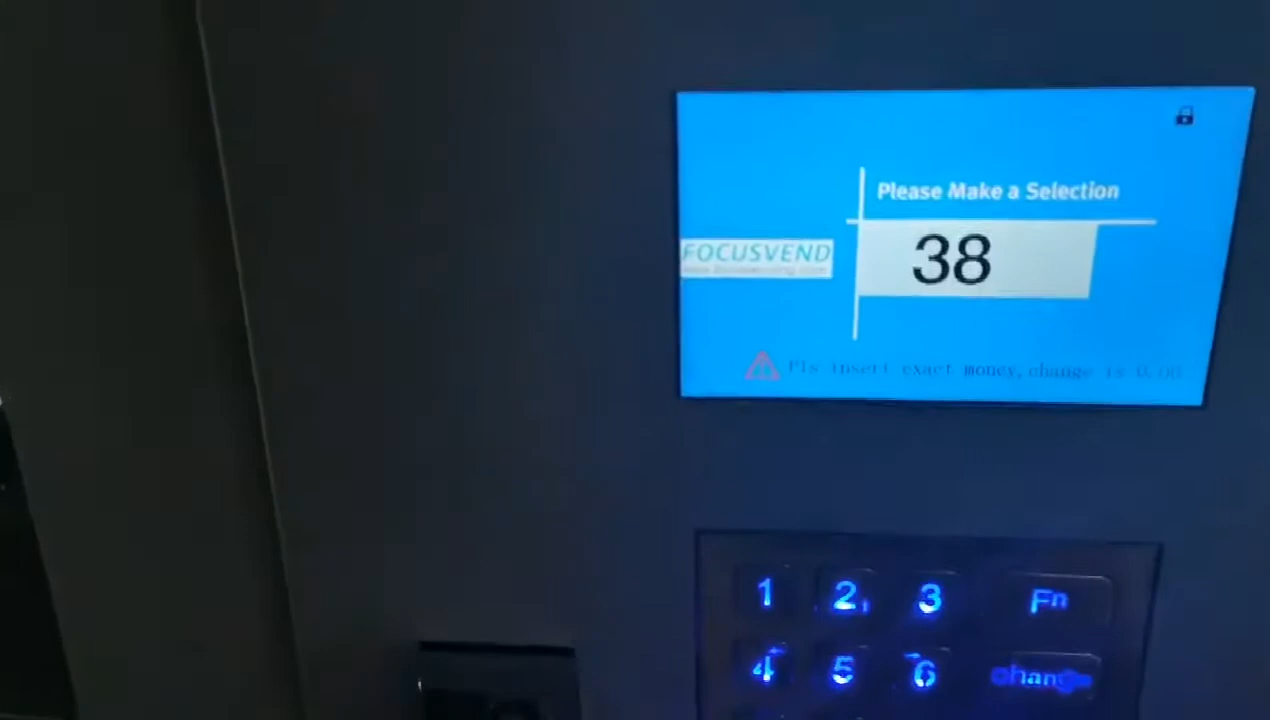 Please Make a Selection
FOCUSVEND
38
Pls insert exact money,change is 0.00
1 2 3 Fn
4 5 6 change